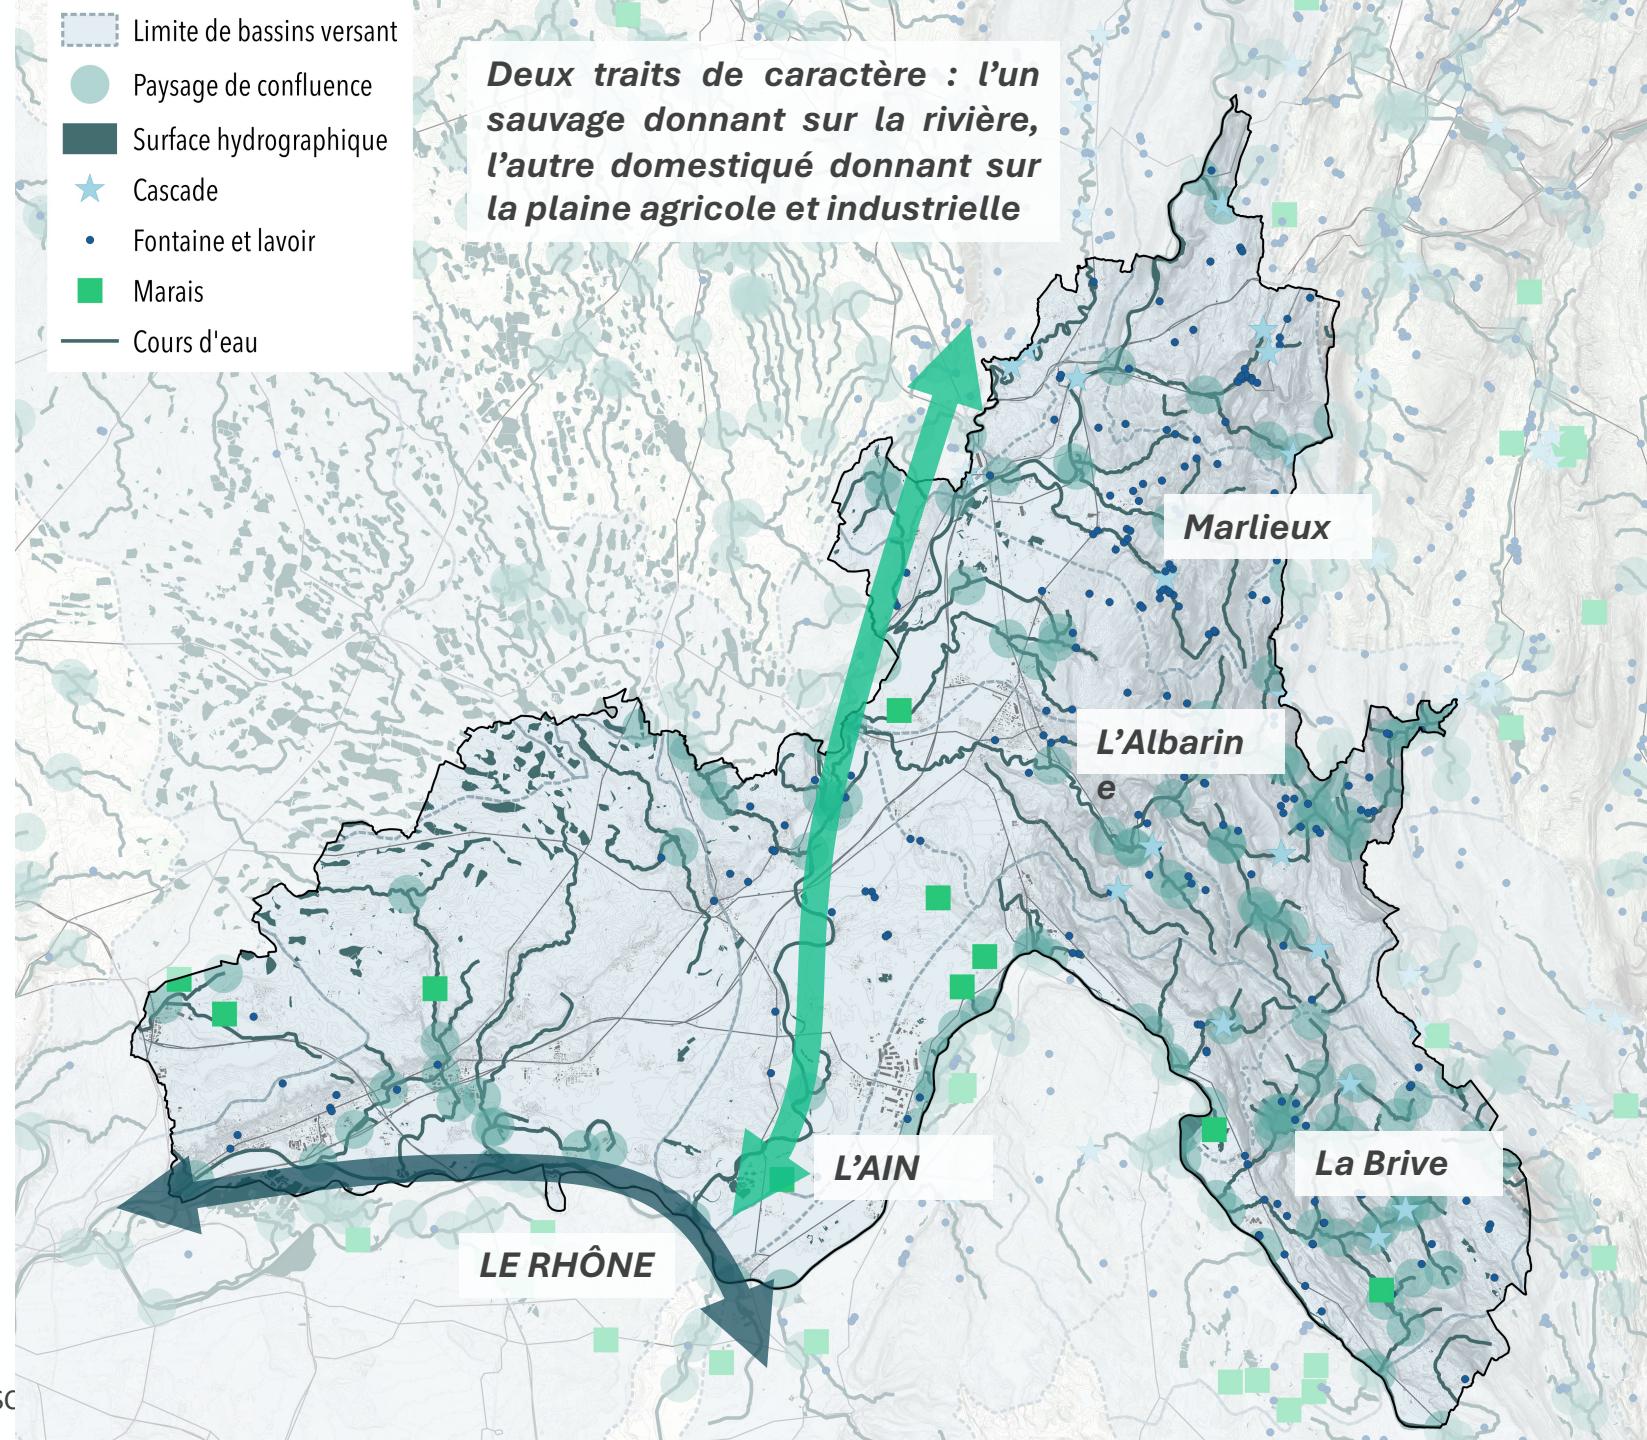 Limite de bassins versant
Paysage de confluence
Surface hydrographique
Cascade
Fontaine et lavoir
Marais
Cours d'eau
Deux traits de caractère : l’un
sauvage donnant sur la rivière,
l’autre domestiqué donnant sur
la plaine agricole et industrielle
Marlieux
L’Albarin
e
L’AIN
La Brive
LE RHÔNE